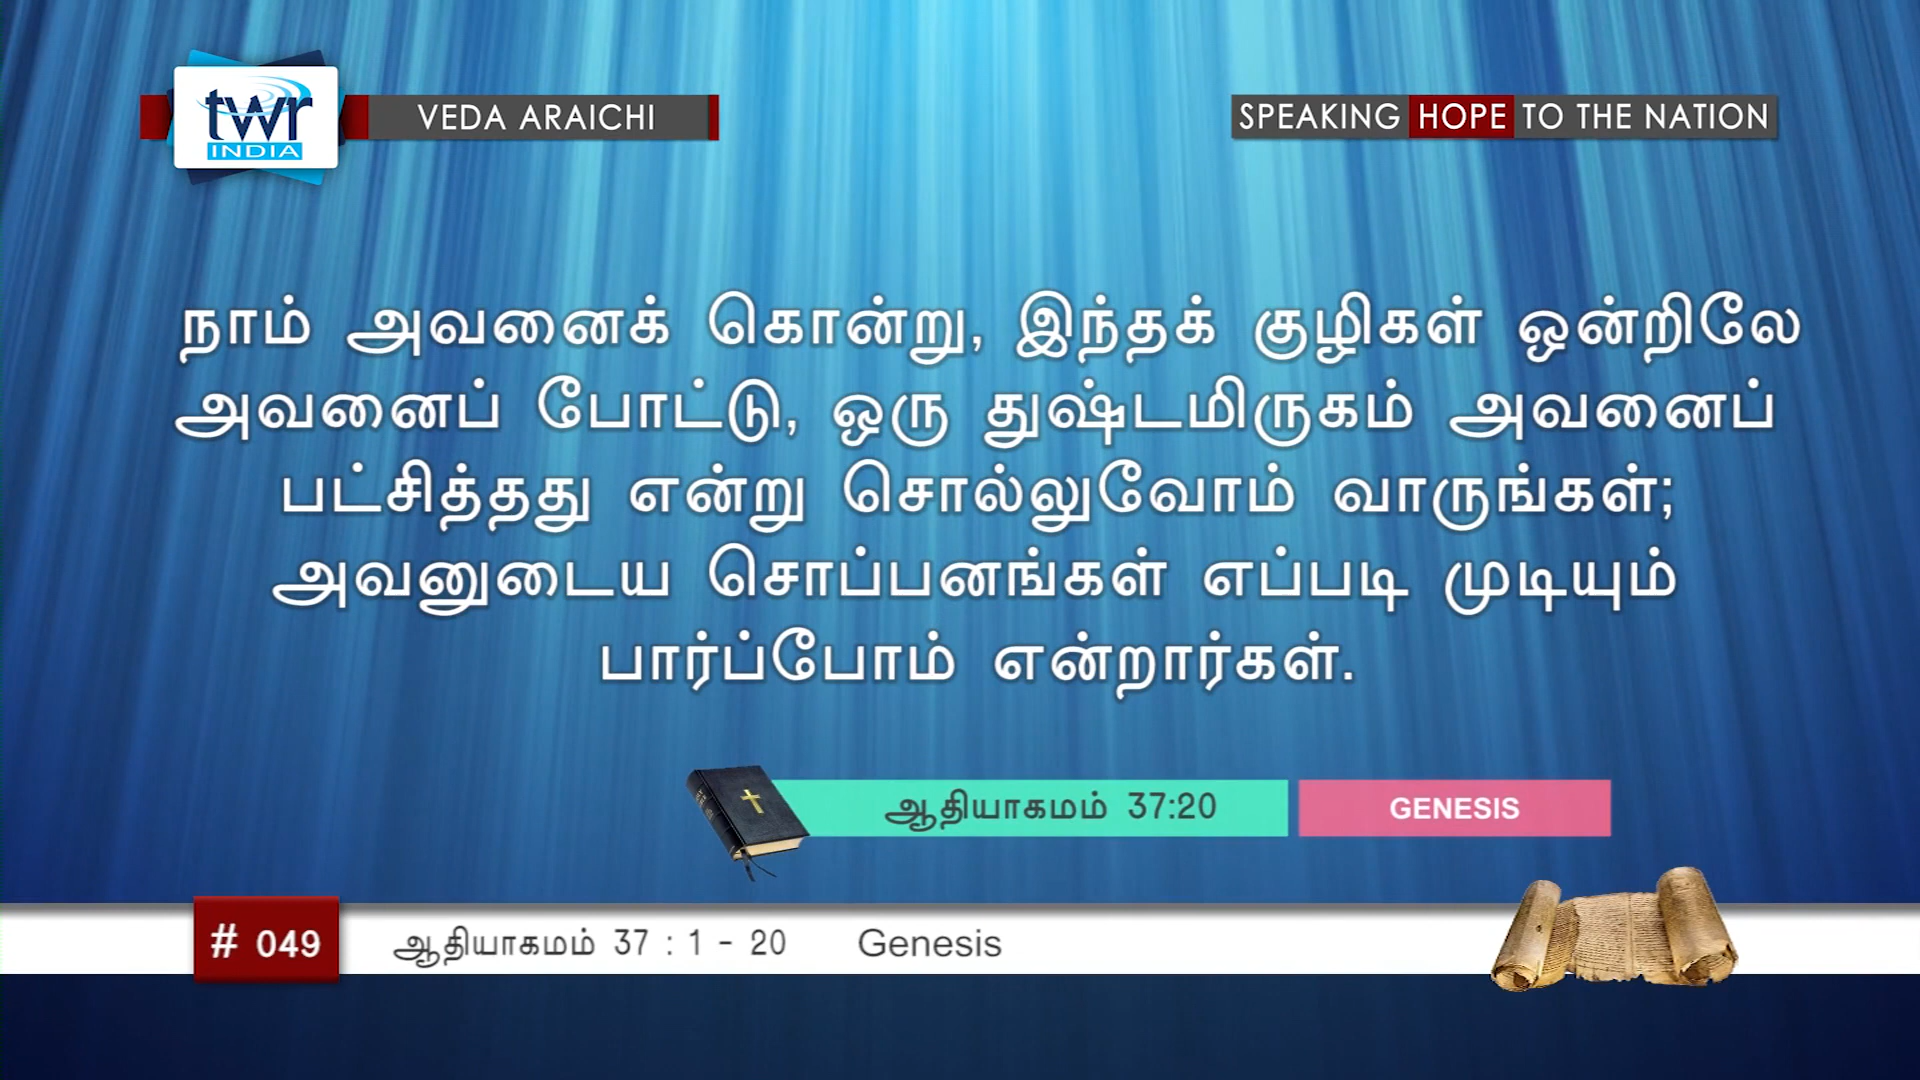 twr
INDIA
VEDA ARAICHI
SPEAKING HOPE TO THE NATION
நாம் அவனைக் கொன்று, இந்தக் குழிகள் ஒன்றிலே
அவனைப் போட்டு, ஒரு துஷ்டமிருகம் அவனைப்
பட்சித்தது என்று சொல்லுவோம் வாருங்கள்;
அவனுடைய சொப்பனங்கள் எப்படி முடியும்
பார்ப்போம் என்றார்கள்.
ஆதியாகமம் 37:20
GENESIS
# 049
ஆதியாகமம் 37 : 1 - 20 Genesis